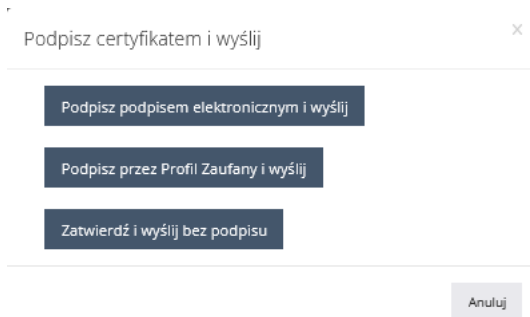 Podpisz certyfikatem i wyślij
x
Podpisz podpisem elektronicznym i wyślij
Podpisz przez Profil Zaufany i wyślij
Zatwierdź i wyślij bez podpisu
Anuluj